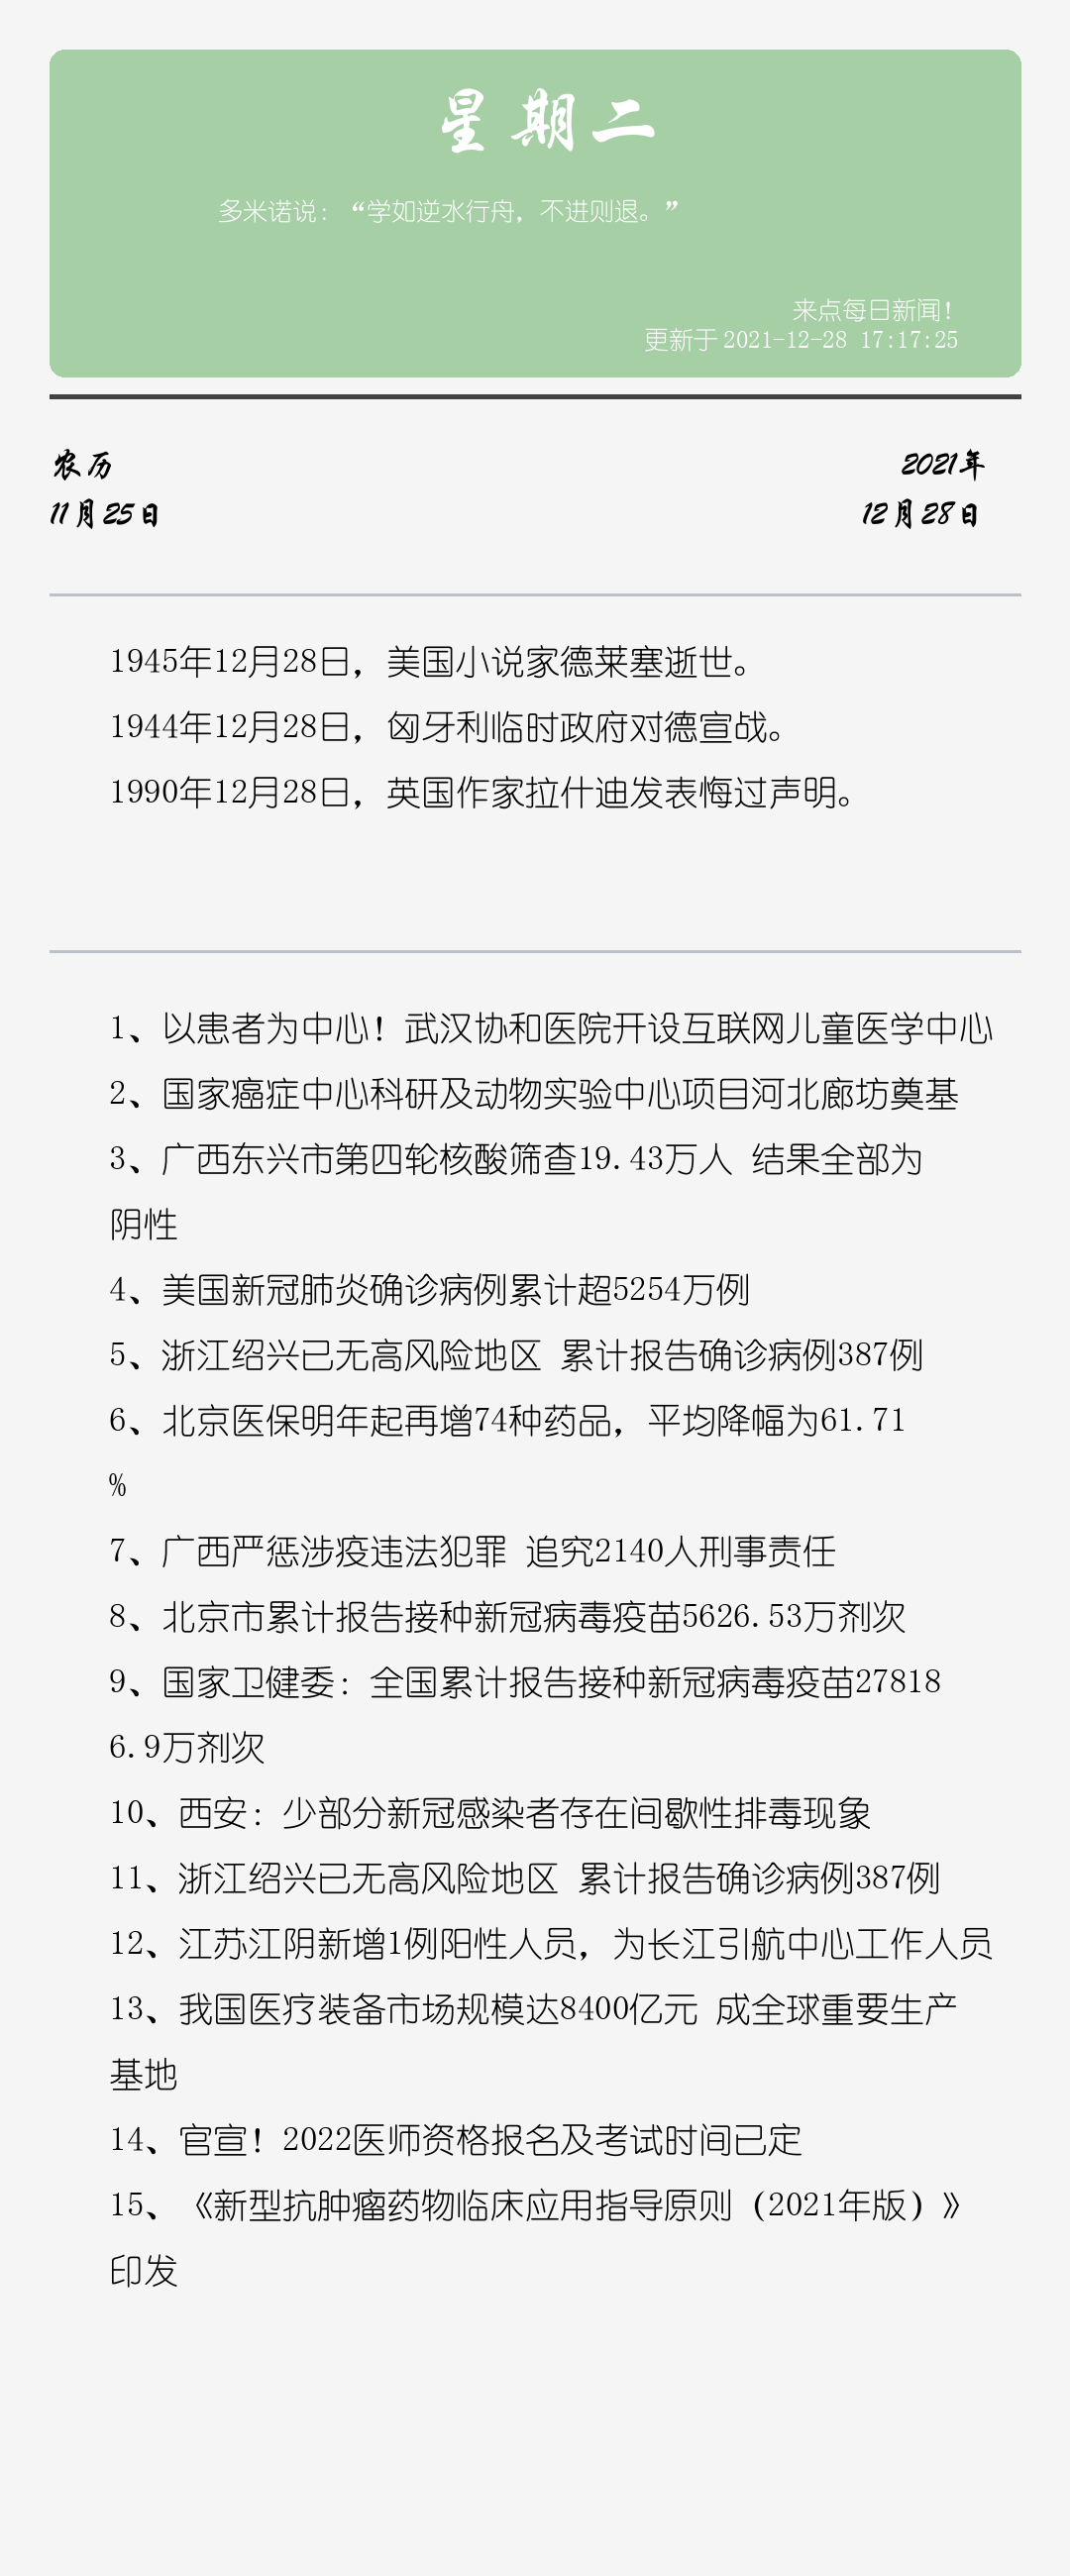 星期二
多米诺说：“学如逆水行舟，不进则退。”
来点每日新闻！
更新于 2021-12-28 17:17:25
农历
2021年
11月25日
12月28日
1945年12月28日，美国小说家德莱塞逝世。
1944年12月28日，匈牙利临时政府对德宣战。
1990年12月28日，英国作家拉什迪发表悔过声明。
1、以患者为中心！武汉协和医院开设互联网儿童医学中心
2、国家癌症中心科研及动物实验中心项目河北廊坊奠基
3、广西东兴市第四轮核酸筛查19.43万人 结果全部为
阴性
4、美国新冠肺炎确诊病例累计超5254万例
5、浙江绍兴已无高风险地区 累计报告确诊病例387例
6、北京医保明年起再增74种药品，平均降幅为61.71
%
7、广西严惩涉疫违法犯罪 追究2140人刑事责任
8、北京市累计报告接种新冠病毒疫苗5626.53万剂次
9、国家卫健委：全国累计报告接种新冠病毒疫苗27818
6.9万剂次
10、西安：少部分新冠感染者存在间歇性排毒现象
11、浙江绍兴已无高风险地区 累计报告确诊病例387例
12、江苏江阴新增1例阳性人员，为长江引航中心工作人员
13、我国医疗装备市场规模达8400亿元 成全球重要生产
基地
14、官宣！2022医师资格报名及考试时间已定
15、《新型抗肿瘤药物临床应用指导原则（2021年版）》
印发